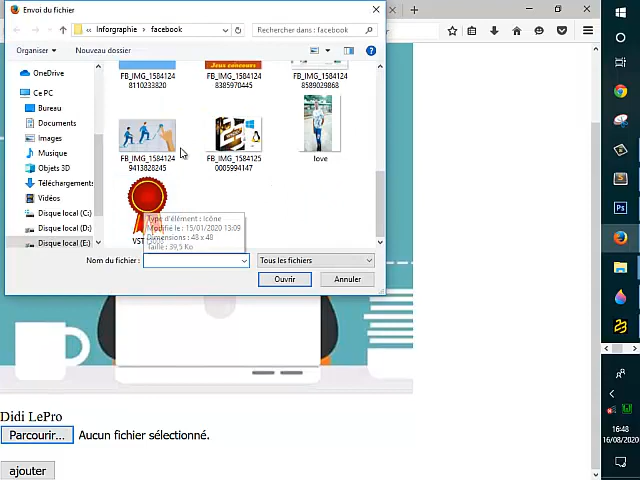 Envoi du fichier
Inforgraphie › facebook
Rechercher dans : facebook
Organiser
Nouveau dossier
OneDrive
Ce PC
Bureau
Documents
Images
Musique
Objets 3D
Téléchargements
Vidéos
Disque local (C:)
Disque local (D:)
Disque local (E:)
FB_IMG_1584124
8110233820
FB_IMG_1584124
8385970445
FB_IMG_1584124
8589029868
FB_IMG_1584124
9413828245
FB_IMG_1584125
0005994147
love
Type d'élément : Icône
Modifié le : 15/01/2020 13:09
Dimensions : 48 x 48
Taille : 39,5 Ko
Nom du fichier :
Tous les fichiers
Ouvrir
Annuler
Didi LePro
Parcourir... Aucun fichier sélectionné.
ajouter
16:48
16/08/2020